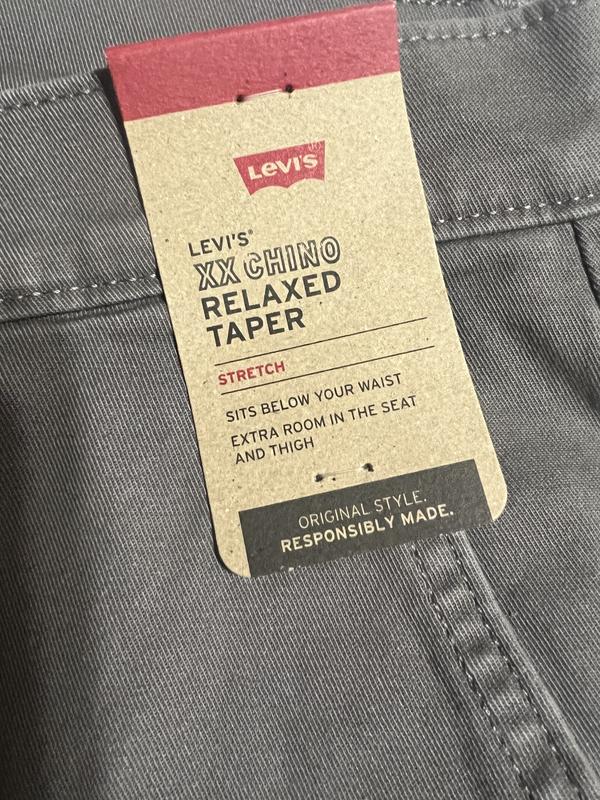 LEVI'S®
LEVI'S®
XX CHINO
RELAXED
TAPER
STRETCH
SITS BELOW YOUR WAIST
EXTRA ROOM IN THE SEAT
AND THIGH
ORIGINAL STYLE.
RESPONSIBLY MADE.